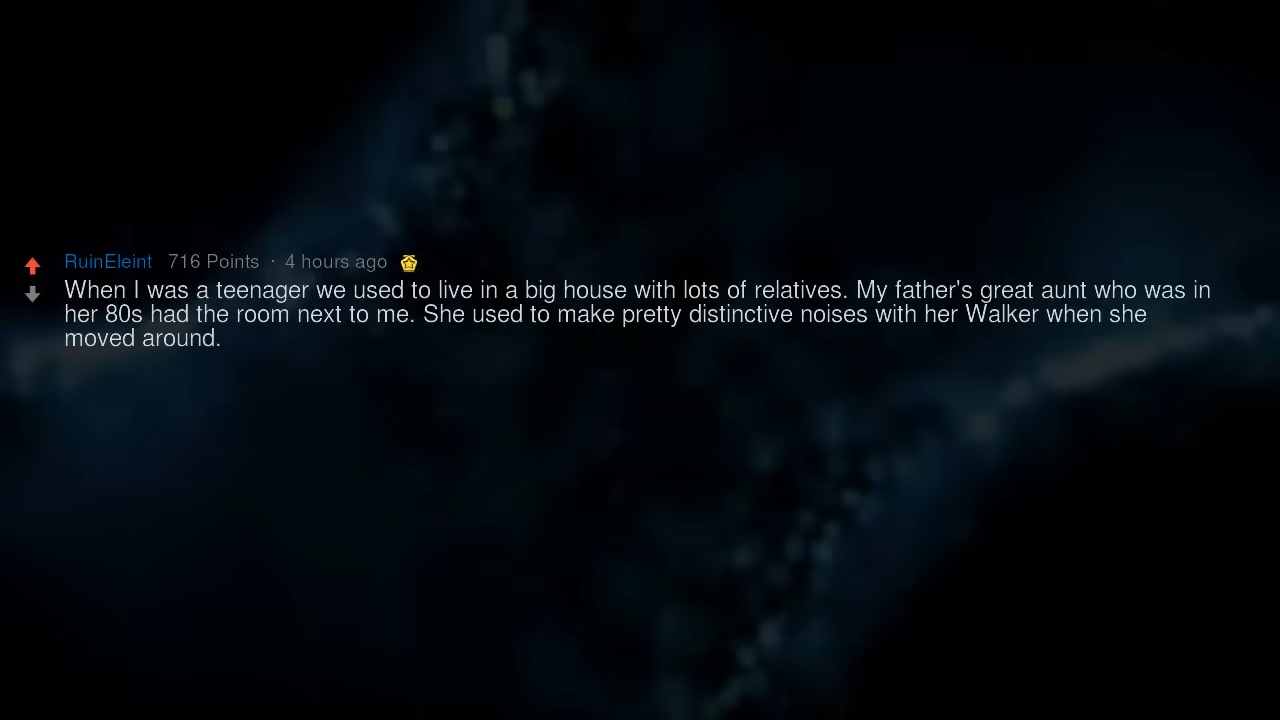 RuinEleint 716 Points · 4 hours ago
When I was a teenager we used to live in a big house with lots of relatives. My father's great aunt who was in
her 80s had the room next to me. She used to make pretty distinctive noises with her Walker when she
moved around.